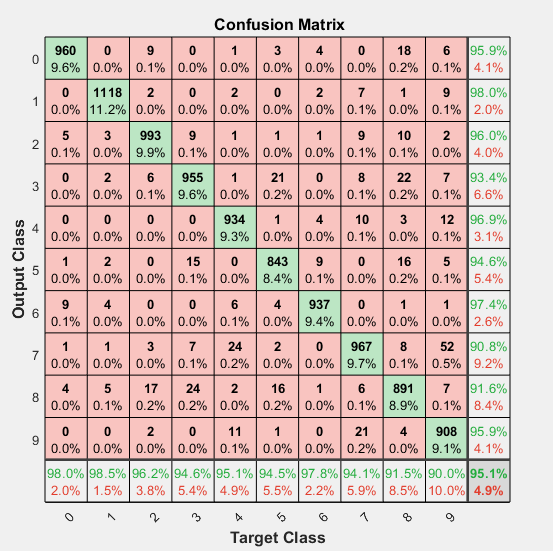 Confusion Matrix
0 960 0 9 0 1 3 4 0 18 6 95.9%
9.6% 0.0% 0.1% 0.0% 0.0% 0.0% 0.0% 0.0% 0.2% 0.1% 4.1%
1 0 1118 2 0 2 0 2 7 1 9 98.0%
0.0% 11.2% 0.0% 0.0% 0.0% 0.0% 0.0% 0.1% 0.0% 0.1% 2.0%
2 5 3 993 9 1 1 1 9 10 2 96.0%
0.1% 0.0% 9.9% 0.1% 0.0% 0.0% 0.0% 0.1% 0.1% 0.0% 4.0%
3 0 2 6 955 1 21 0 8 22 7 93.4%
0.0% 0.0% 0.1% 9.6% 0.0% 0.2% 0.0% 0.1% 0.2% 0.1% 6.6%
4 0 0 0 0 934 1 4 10 3 12 96.9%
0.0% 0.0% 0.0% 0.0% 9.3% 0.0% 0.0% 0.1% 0.0% 0.1% 3.1%
5 1 2 0 15 0 843 9 0 16 5 94.6%
0.0% 0.0% 0.0% 0.1% 0.0% 8.4% 0.1% 0.0% 0.2% 0.1% 5.4%
6 9 4 0 0 6 4 937 0 1 1 97.4%
0.1% 0.0% 0.0% 0.0% 0.1% 0.0% 9.4% 0.0% 0.0% 0.0% 2.6%
7 1 1 3 7 24 2 0 967 8 52 90.8%
0.0% 0.0% 0.0% 0.1% 0.2% 0.0% 0.0% 9.7% 0.1% 0.5% 9.2%
8 4 5 17 24 2 16 1 6 891 7 91.6%
0.0% 0.1% 0.2% 0.2% 0.0% 0.2% 0.0% 0.1% 8.9% 0.1% 8.4%
9 0 0 2 0 11 0 0 21 4 908 95.9%
0.0% 0.0% 0.0% 0.0% 0.1% 0.0% 0.0% 0.2% 0.0% 9.1% 4.1%
98.0% 98.5% 96.2% 94.6% 95.1% 94.5% 97.8% 94.1% 91.5% 90.0% 95.1%
2.0% 1.5% 3.8% 5.4% 4.9% 5.5% 2.2% 5.9% 8.5% 10.0% 4.9%
0 1 2 3 4 5 6 7 8 9
Target Class
Output Class